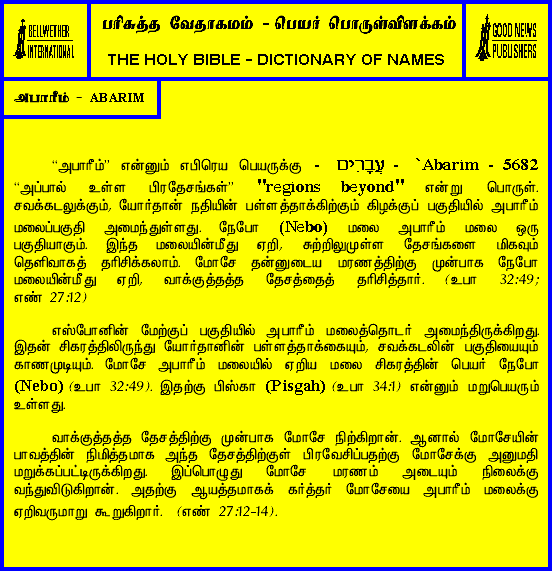 BELLWETHER
INTERNATIONAL
பரிசுத்த வேதாகமம் - பெயர் பொருள்விளக்கம்
THE HOLY BIBLE - DICTIONARY OF NAMES
GOOD NEWS
PUBLISHERS
அபாரீம் - ABARIM
“அபாரீம்” என்னும் எபிரெய பெயருக்கு - עֲבָרִים - `Abarim - 5682
“அப்பால் உள்ள பிரதேசங்கள்” "regions beyond" என்று பொருள்.
சவக்கடலுக்கும், யோர்தான் நதியின் பள்ளத்தாக்கிற்கும் கிழக்குப் பகுதியில் அபாரீம்
மலைப்பகுதி அமைந்துள்ளது. நேபோ (Nebo) மலை அபாரீம் மலை ஒரு
பகுதியாகும். இந்த மலையின்மீது ஏறி, சுற்றிலுமுள்ள தேசங்களை மிகவும்
தெளிவாகத் தரிசிக்கலாம். மோசே தன்னுடைய மரணத்திற்கு முன்பாக நேபோ
மலையின்மீது ஏறி, வாக்குத்தத்த தேசத்தைத் தரிசித்தார். (உபா 32:49;
எண் 27:12)
எஸ்போனின் மேற்குப் பகுதியில் அபாரீம் மலைத்தொடர் அமைந்திருக்கிறது.
இதன் சிகரத்திலிருந்து யோர்தானின் பள்ளத்தாக்கையும், சவக்கடலின் பகுதியையும்
காணமுடியும். மோசே அபாரீம் மலையில் ஏறிய மலை சிகரத்தின் பெயர் நேபோ
(Nebo) (உபா 32:49). இதற்கு பிஸ்கா (Pisgah) (உபா 34:1) என்னும் மறுபெயரும்
உள்ளது.
வாக்குத்தத்த தேசத்திற்கு முன்பாக மோசே நிற்கிறான். ஆனால் மோசேயின்
பாவத்தின் நிமித்தமாக அந்த தேசத்திற்குள் பிரவேசிப்பதற்கு மோசேக்கு அனுமதி
மறுக்கப்பட்டிருக்கிறது. இப்பொழுது மோசே மரணம் அடையும் நிலைக்கு
வந்துவிடுகிறான். அதற்கு ஆயத்தமாகக் கர்த்தர் மோசேயை அபாரீம் மலைக்கு
ஏறிவருமாறு கூறுகிறார். (எண் 27:12-14).